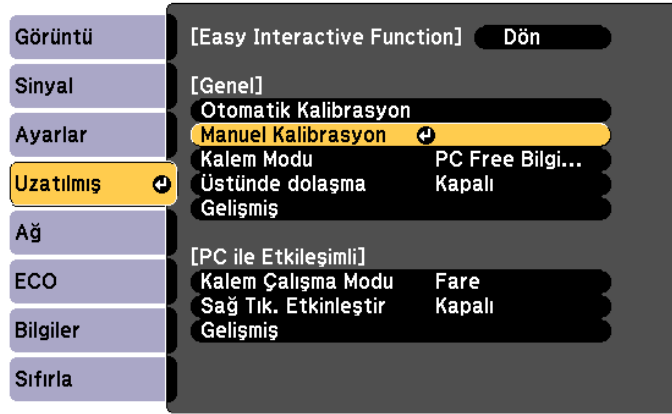 Görüntü
Sinyal
Ayarlar
Uzatılmış
Ağ
ECO
Bilgiler
Sıfırla
[Easy Interactive Function] Dön
[Genel]
Otomatik Kalibrasyon
Manuel Kalibrasyon
Kalem Modu PC Free Bilgi...
Üstünde dolaşma Kapalı
Gelişmiş
[PC ile Etkileşimli]
Kalem Çalışma Modu Fare
Sağ Tık. Etkinleştir Kapalı
Gelişmiş